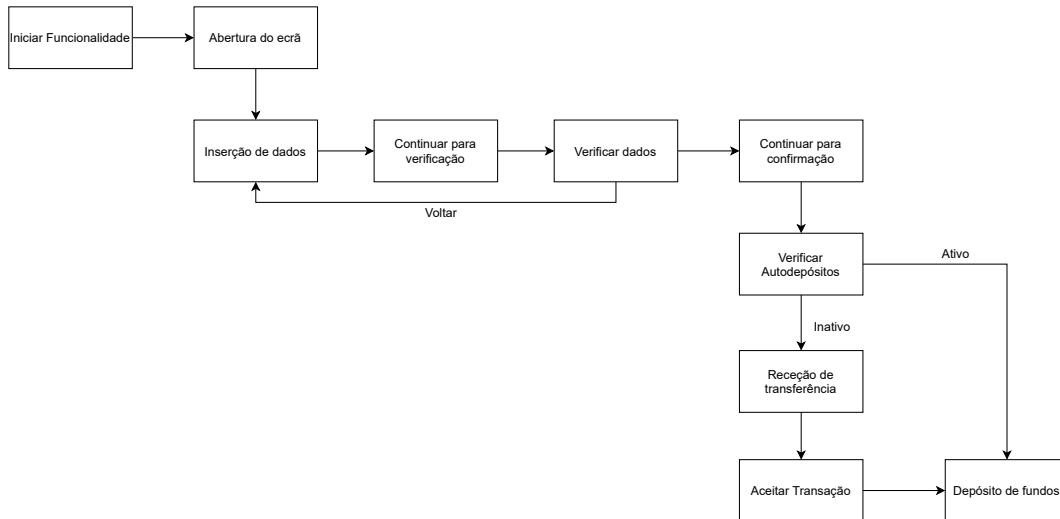 Iniciar Funcionalidade
Abertura do ecrã
Inserção de dados
Continuar para
verificação
Verificar dados
Continuar para
confirmação
Voltar
Verificar
Autodepósitos
Ativo
Inativo
Receção de
transferência
Aceitar Transação
Depósito de fundos